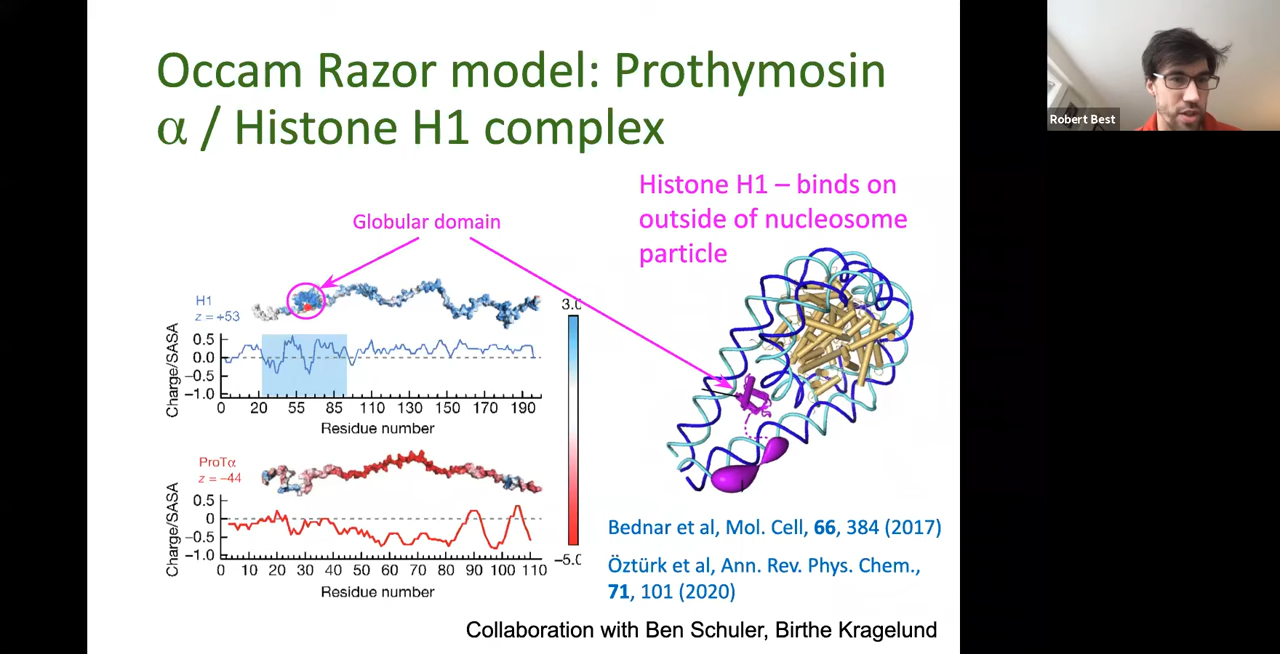 Occam Razor model: Prothymosin
α / Histone H1 complex
Robert Best
Histone H1 – binds on
outside of nucleosome
particle
Globular domain
H1
z = +53
3.0
Charge/SASA
0.5
0.0
−0.5
−1.0
0 20 55 85 110 130 150 170 190
Residue number
ProTα
z = −44
Charge/SASA
0.5
0
−0.5
−1.0
0 10 20 30 40 50 60 70 80 90 100 110
−5.0
Residue number
Bednar et al, Mol. Cell, 66, 384 (2017)
Öztürk et al, Ann. Rev. Phys. Chem.,
71, 101 (2020)
Collaboration with Ben Schuler, Birthe Kragelund